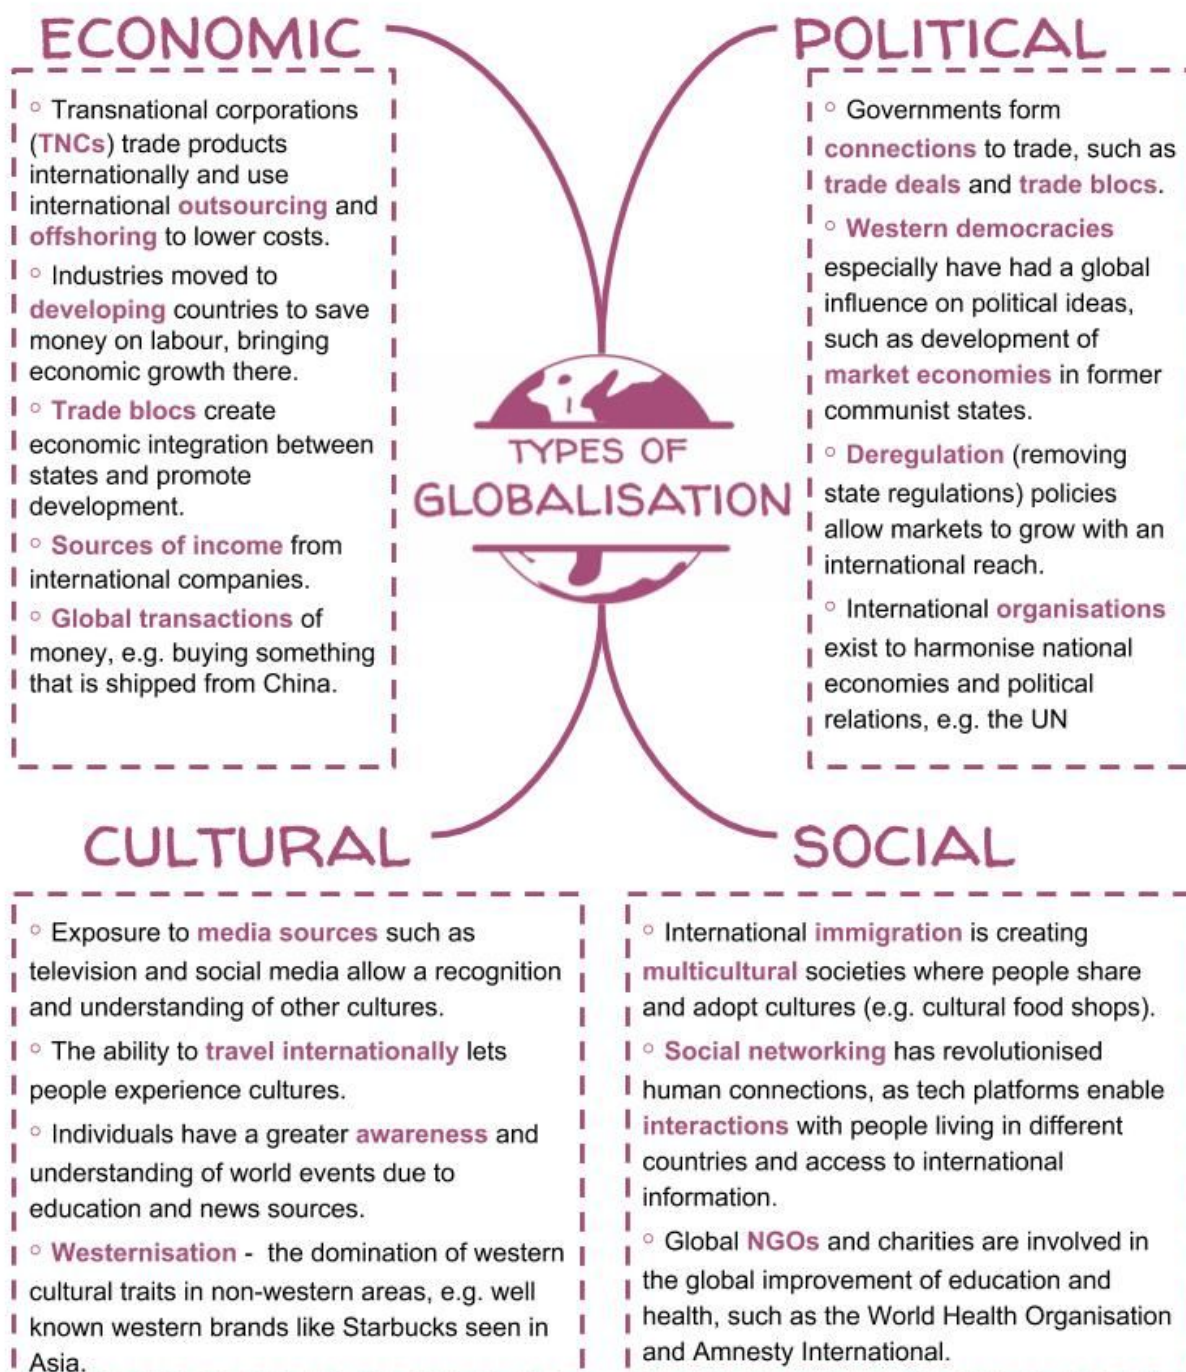 ECONOMIC
° Transnational corporations
(TNCs) trade products
internationally and use
international outsourcing and
offshoring to lower costs.
° Industries moved to
developing countries to save
money on labour, bringing
economic growth there.
° Trade blocs create
economic integration between
states and promote
development.
° Sources of income from
international companies.
° Global transactions of
money, e.g. buying something
that is shipped from China.
POLITICAL
° Governments form
connections to trade, such as
trade deals and trade blocs.
° Western democracies
especially have had a global
influence on political ideas,
such as development of
market economies in former
communist states.
° Deregulation (removing
state regulations) policies
allow markets to grow with an
international reach.
° International organisations
exist to harmonise national
economies and political
relations, e.g. the UN
TYPES OF
GLOBALISATION
CULTURAL
° Exposure to media sources such as
television and social media allow a recognition
and understanding of other cultures.
° The ability to travel internationally lets
people experience cultures.
° Individuals have a greater awareness and
understanding of world events due to
education and news sources.
° Westernisation - the domination of western
cultural traits in non-western areas, e.g. well
known western brands like Starbucks seen in
Asia.
SOCIAL
° International immigration is creating
multicultural societies where people share
and adopt cultures (e.g. cultural food shops).
° Social networking has revolutionised
human connections, as tech platforms enable
interactions with people living in different
countries and access to international
information.
° Global NGOs and charities are involved in
the global improvement of education and
health, such as the World Health Organisation
and Amnesty International.